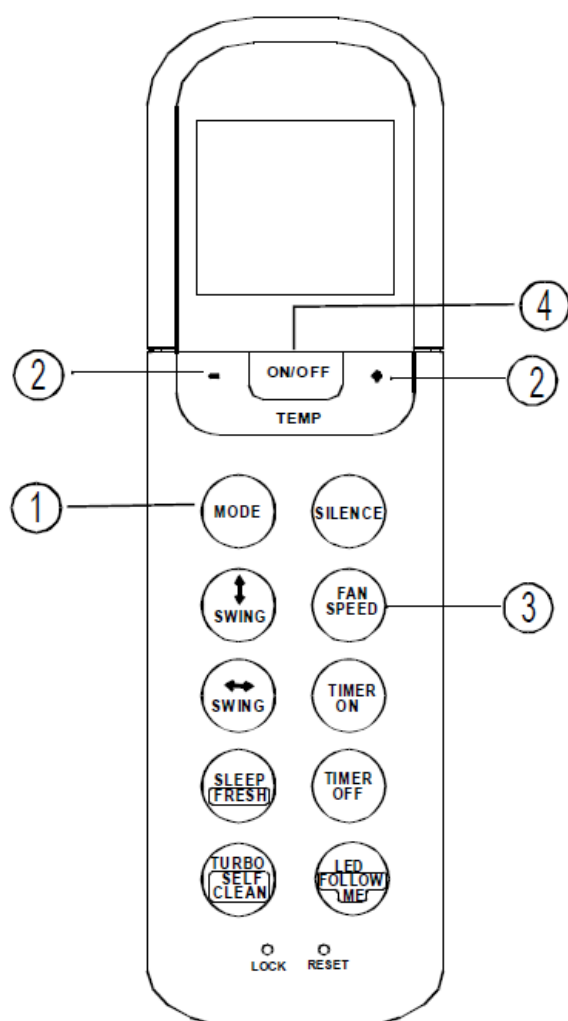 4
2
-
ON/OFF
+
2
TEMP
1
MODE
SILENCE
SWING
FAN
SPEED
3
SWING
TIMER
ON
SLEEP
FRESH
TIMER
OFF
TURBO
SELF
CLEAN
LED
FOLLOW
ME
LOCK
RESET